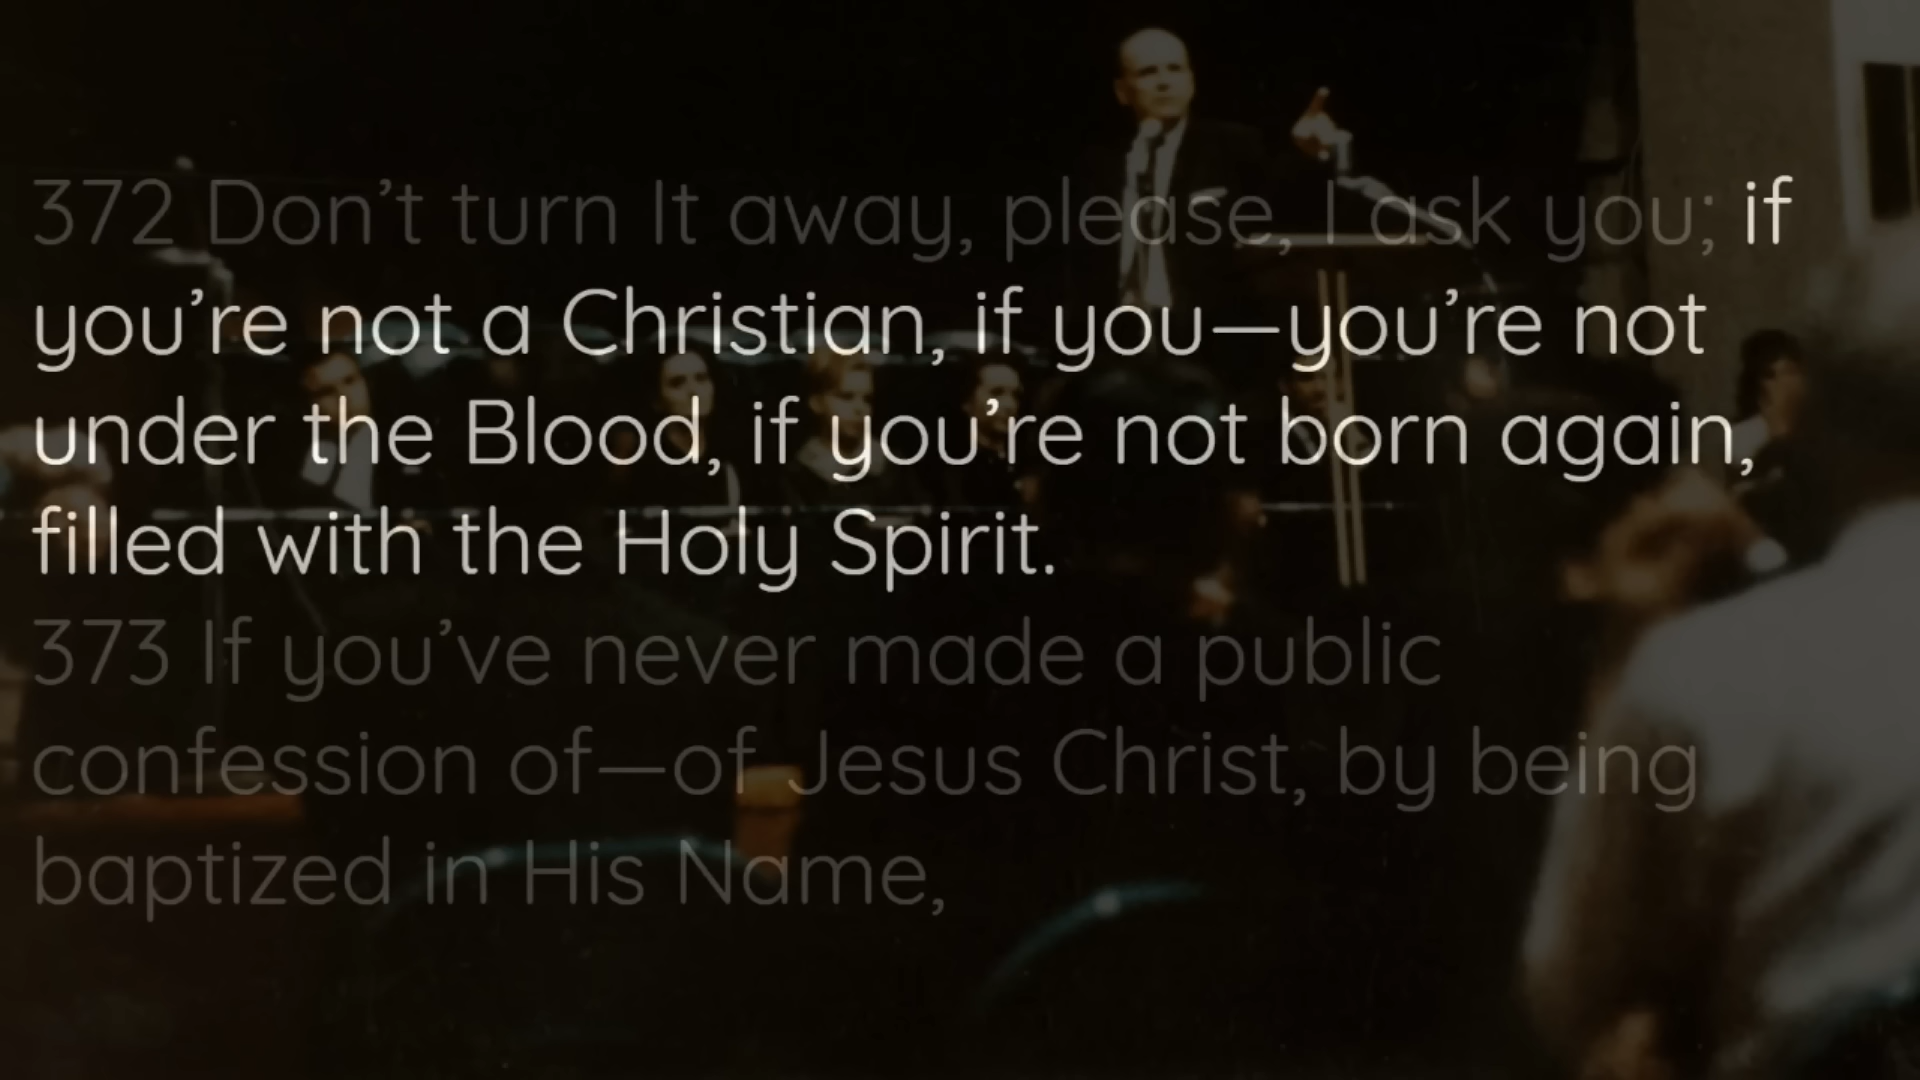 372 Don’t turn It away, please, I ask you; if
you’re not a Christian, if you—you’re not
under the Blood, if you’re not born again,
filled with the Holy Spirit.
373 If you’ve never made a public
confession of—of Jesus Christ, by being
baptized in His Name,